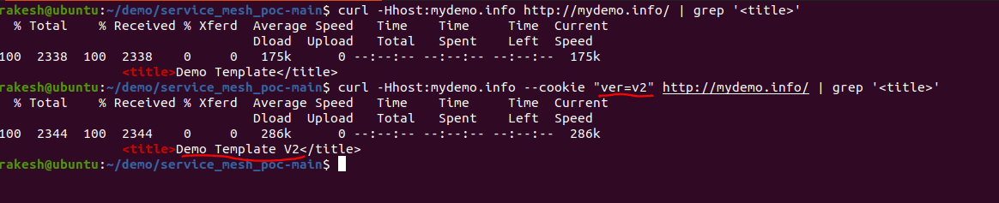 rakesh@ubuntu:~/demo/service_mesh_poc-main$ curl -Hhost:mydemo.info http://mydemo.info/ | grep '<title>'
  % Total    % Received % Xferd  Average Speed   Time    Time     Time  Current
                                 Dload  Upload   Total   Spent    Left  Speed
100  2338  100  2338    0     0   175k      0 --:--:-- --:--:-- --:--:--  175k
                <title>Demo Template</title>
rakesh@ubuntu:~/demo/service_mesh_poc-main$ curl -Hhost:mydemo.info --cookie "ver=v2" http://mydemo.info/ | grep '<title>'
  % Total    % Received % Xferd  Average Speed   Time    Time     Time  Current
                                 Dload  Upload   Total   Spent    Left  Speed
100  2344  100  2344    0     0   286k      0 --:--:-- --:--:-- --:--:--  286k
                <title>Demo Template V2</title>
rakesh@ubuntu:~/demo/service_mesh_poc-main$